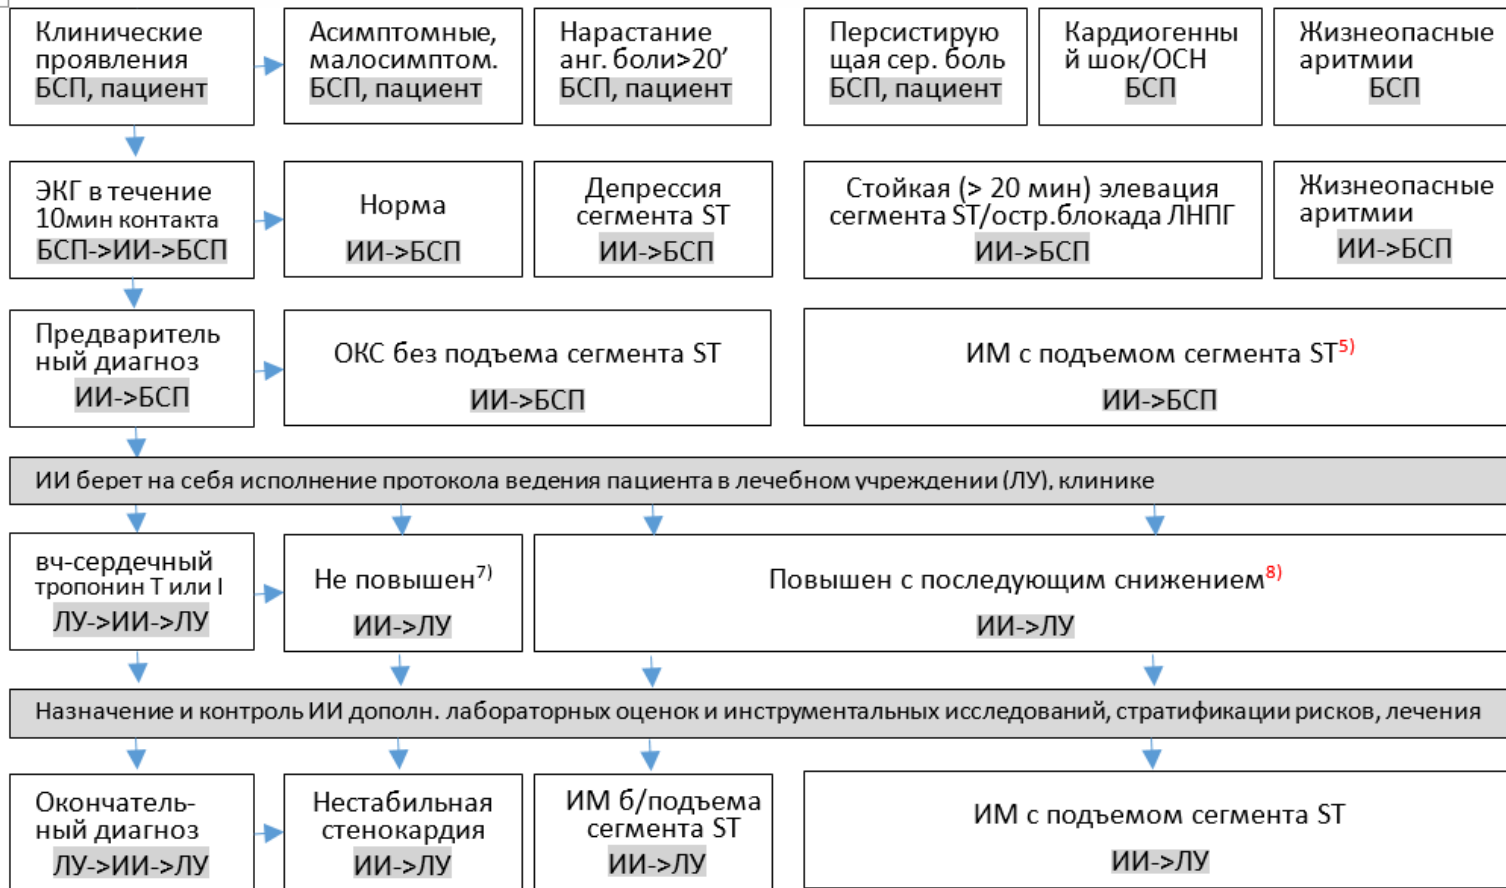 Клинические
проявления
БСП, пациент
Асимптомные,
малосимптом.
БСП, пациент
Нарастание
анг. боли>20’
БСП, пациент
Персистирую
щая сер. боль
БСП, пациент
Кардиогенны
й шок/ОСН
БСП
Жизнеопасные
аритмии
БСП
ЭКГ в течение
10мин контакта
БСП->ИИ->БСП
Норма
ИИ->БСП
Депрессия
сегмента ST
ИИ->БСП
Стойкая (> 20 мин) элевация
сегмента ST/остр.блокада ЛНПГ
ИИ->БСП
Жизнеопасные
аритмии
ИИ->БСП
Предваритель
ный диагноз
ИИ->БСП
ОКС без подъема сегмента ST
ИИ->БСП
ИМ с подъемом сегмента ST5)
ИИ->БСП
ИИ берет на себя исполнение протокола ведения пациента в лечебном учреждении (ЛУ), клинике
вч-сердечный
тропонин Т или I
ЛУ->ИИ->ЛУ
Не повышен7)
ИИ->ЛУ
Повышен с последующим снижением8)
ИИ->ЛУ
Назначение и контроль ИИ дополн. лабораторных оценок и инструментальных исследований, стратификации рисков, лечения
Окончатель-
ный диагноз
ЛУ->ИИ->ЛУ
Нестабильная
стенокардия
ИИ->ЛУ
ИМ б/подъема
сегмента ST
ИИ->ЛУ
ИМ с подъемом сегмента ST
ИИ->ЛУ